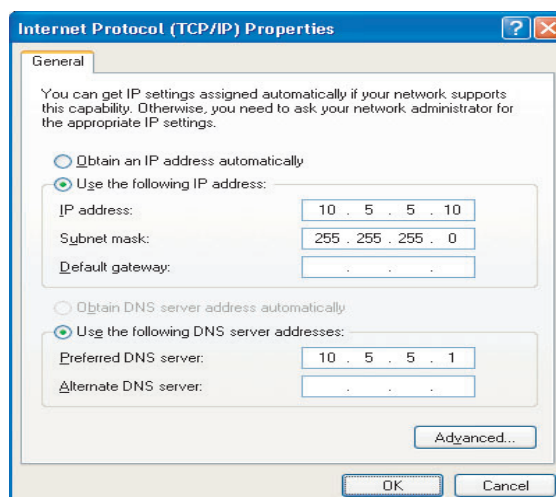 Internet Protocol (TCP/IP) Properties
General
You can get IP settings assigned automatically if your network supports
this capability. Otherwise, you need to ask your network administrator for
the appropriate IP settings.
Obtain an IP address automatically
Use the following IP address:
IP address: 10 . 5 . 5 . 10
Subnet mask: 255 . 255 . 255 . 0
Default gateway: . . .
Obtain DNS server address automatically
Use the following DNS server addresses:
Preferred DNS server: 10 . 5 . 5 . 1
Alternate DNS server: . . .
Advanced...
OK Cancel